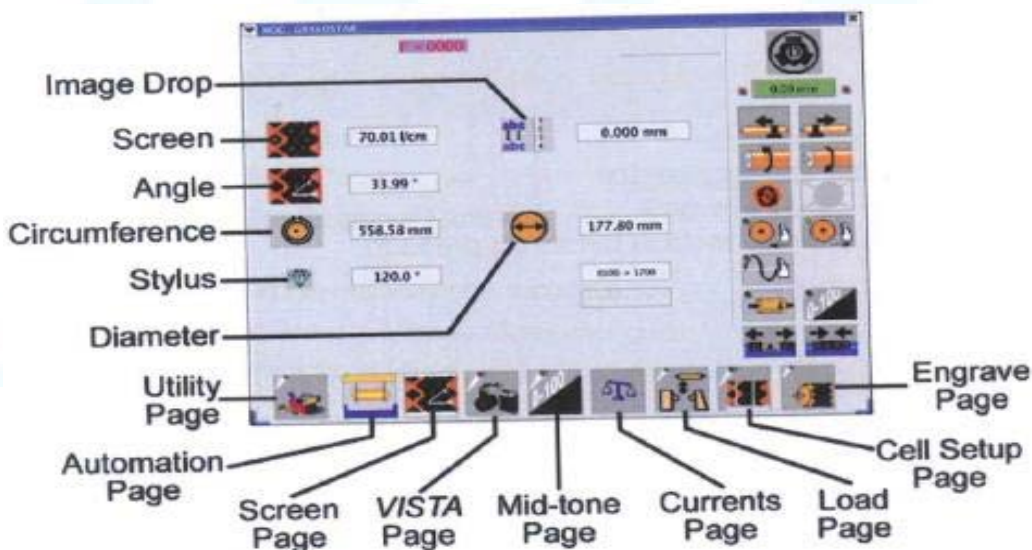 Image Drop
Screen
70.01 l/cm
0.000 mm
Angle
33.99 °
Circumference
558.58 mm
177.80 mm
Stylus
120.0 °
Diameter
Utility
Page
Automation
Page
Screen
Page
VISTA
Page
Mid-tone
Page
Currents
Page
Load
Page
Cell Setup
Page
Engrave
Page
abc
abc